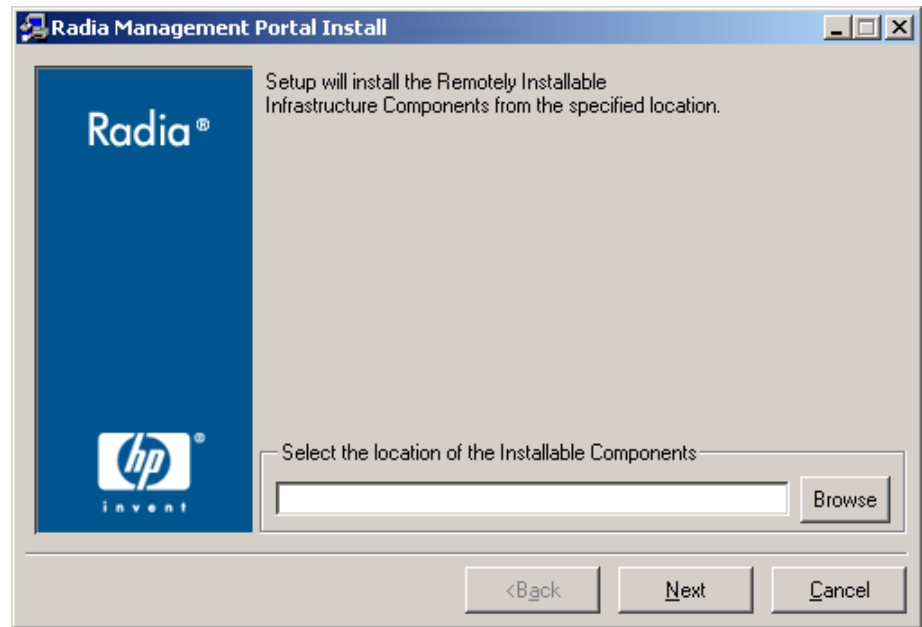 Radia Management Portal Install
Setup will install the Remotely Installable
Infrastructure Components from the specified location.
Radia®
hp®
invent
Select the location of the Installable Components
Browse
<Back
Next
Cancel